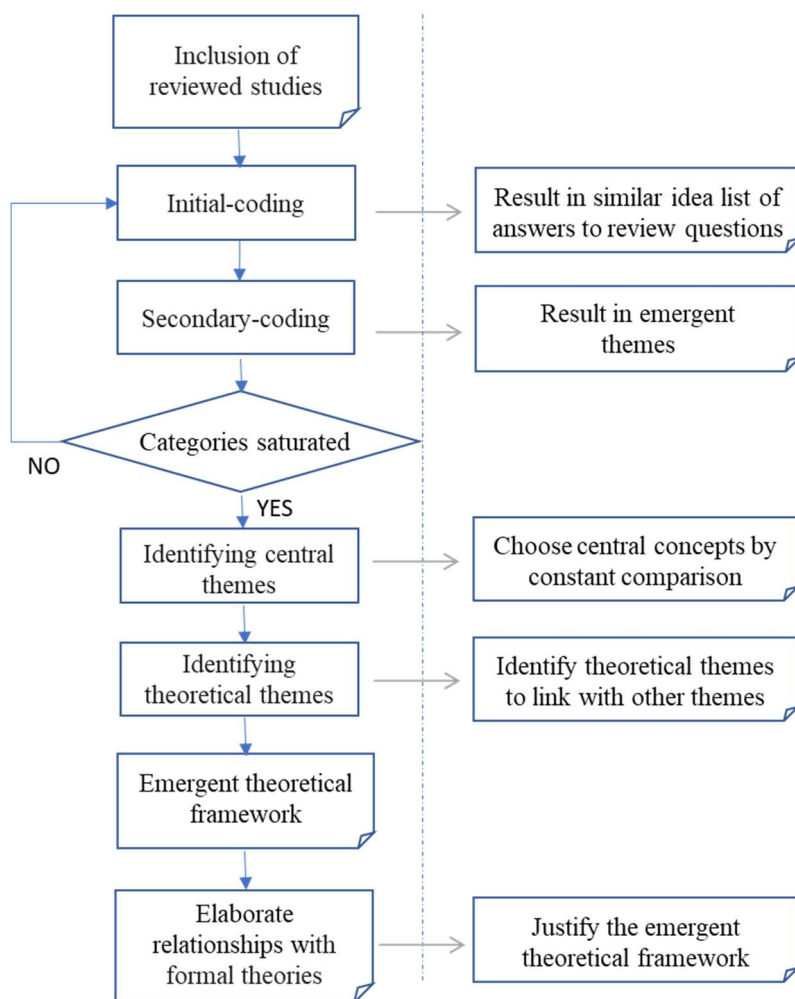 Inclusion of
reviewed studies
Initial-coding
Result in similar idea list of
answers to review questions
Secondary-coding
Result in emergent
themes
Categories saturated
NO
YES
Identifying central
themes
Choose central concepts by
constant comparison
Identifying
theoretical themes
Identify theoretical themes
to link with other themes
Emergent theoretical
framework
Elaborate
relationships with
formal theories
Justify the emergent
theoretical framework